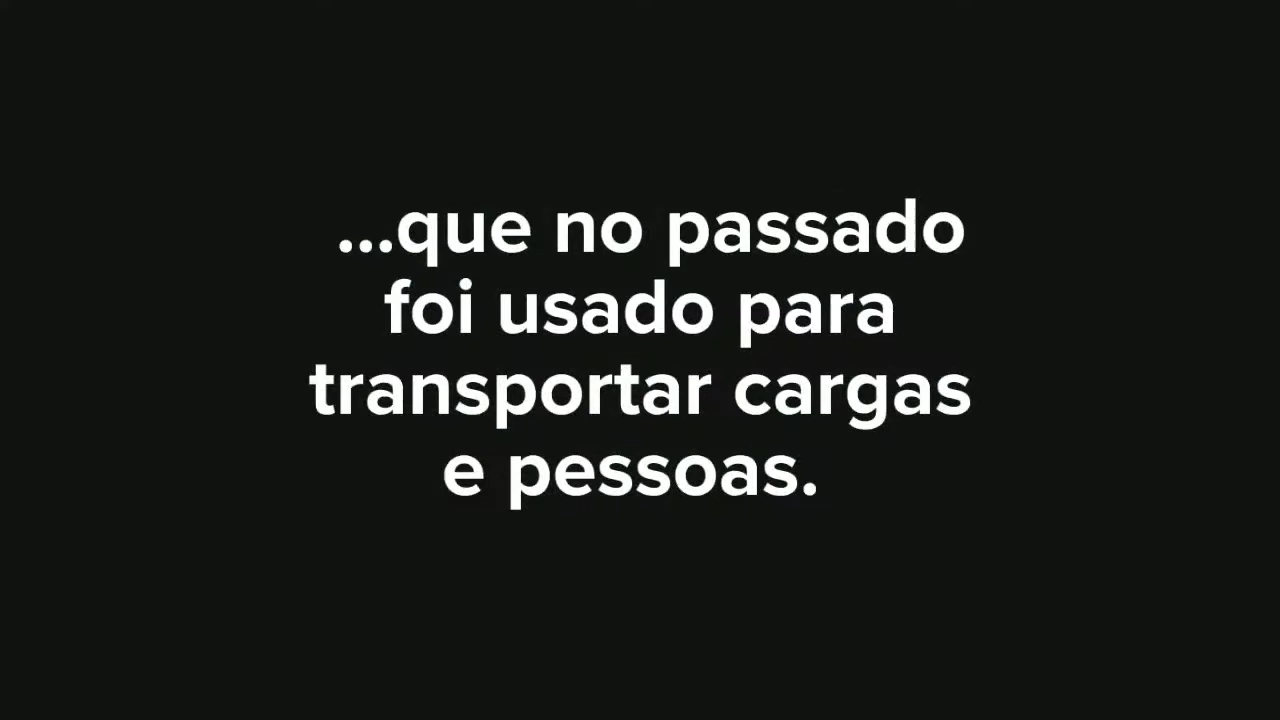 ...que no passado
foi usado para
transportar cargas
e pessoas.